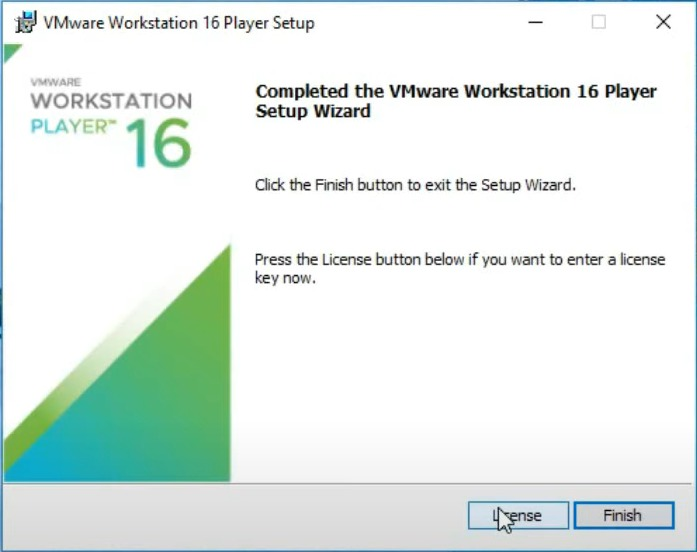 VMware Workstation 16 Player Setup
VMWARE
WORKSTATION
PLAYER™ 16
Completed the VMware Workstation 16 Player
Setup Wizard
Click the Finish button to exit the Setup Wizard.
Press the License button below if you want to enter a license
key now.
License
Finish